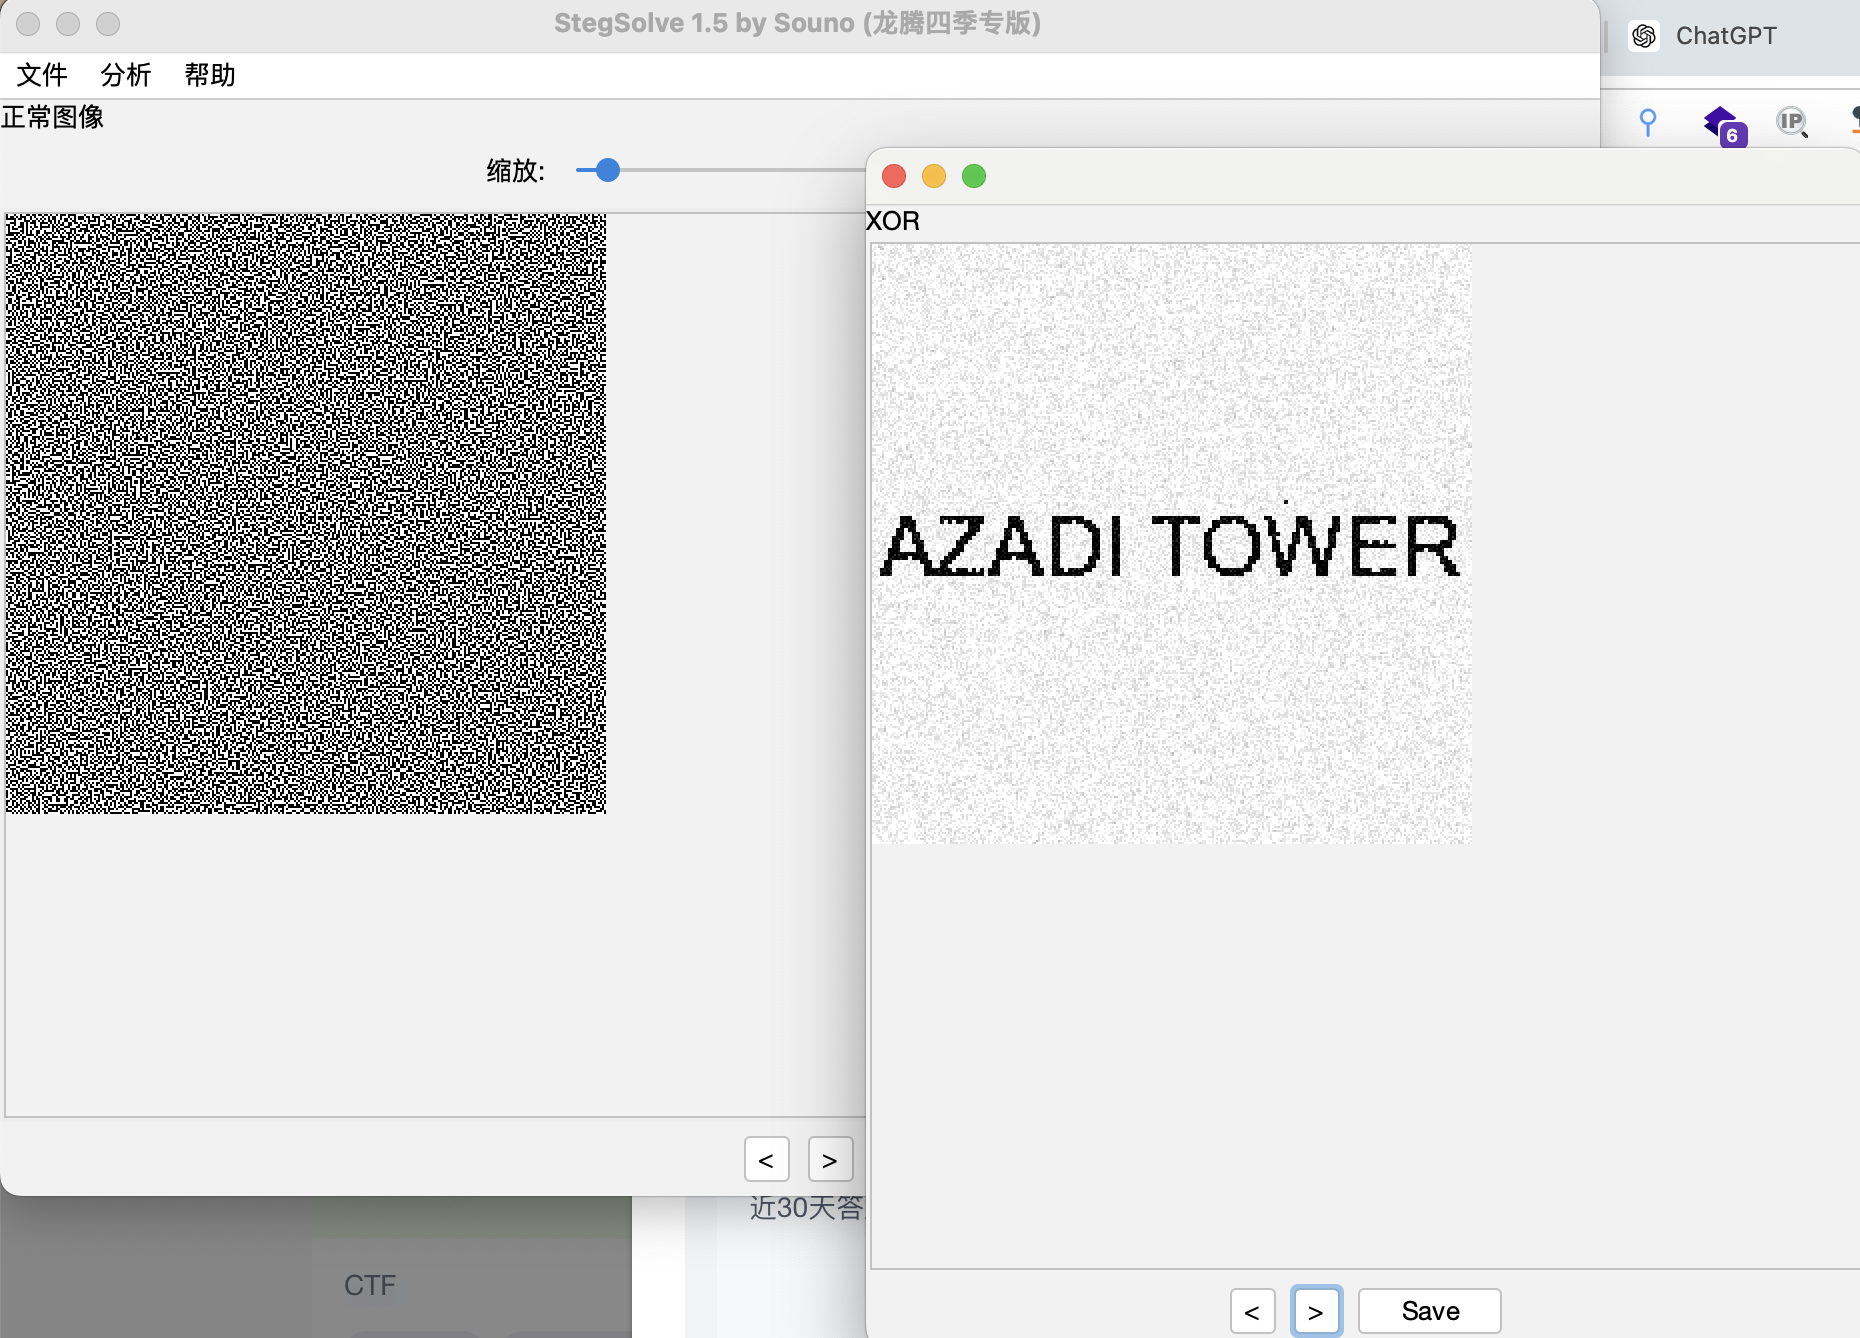 StegSolve 1.5 by Souno (龙腾四季专版)
ChatGPT
文件 分析 帮助
正常图像
IP
6
缩放:
XOR
AZADI TOWER
< >
近30天答
CTF
< > Save